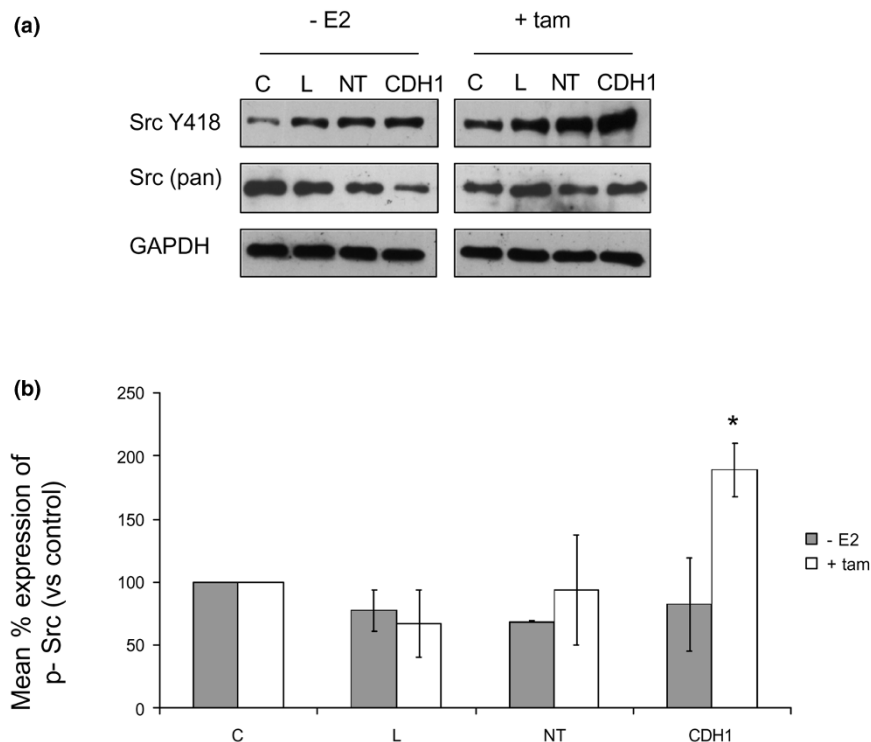 (a)
- E2
+ tam
C L NT CDH1
C L NT CDH1
Src Y418
Src (pan)
GAPDH
(b)
Mean % expression of
p- Src (vs control)
250
200
150
100
50
0
*
- E2
+ tam
C L NT CDH1